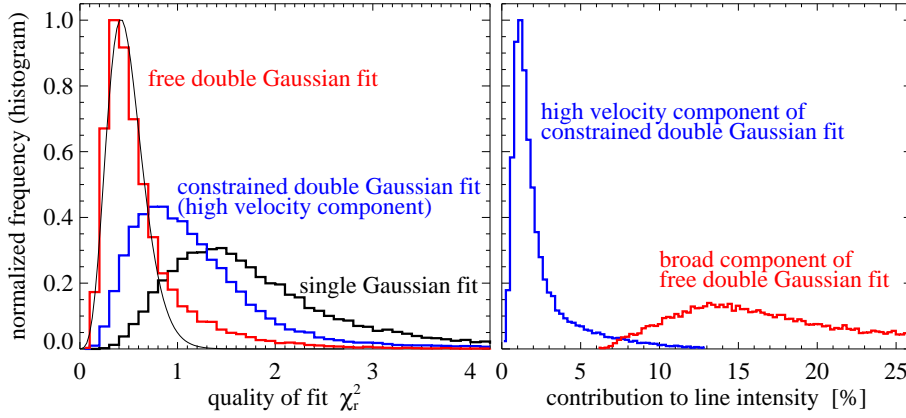 normalized frequency (histogram)
1.0
0.8
0.6
0.4
0.2
0.0
free double Gaussian fit
constrained double Gaussian fit
(high velocity component)
single Gaussian fit
0 1 2 3 4
quality of fit χ²ᵣ
high velocity component of
constrained double Gaussian fit
broad component of
free double Gaussian fit
0 5 10 15 20 25
contribution to line intensity [%]